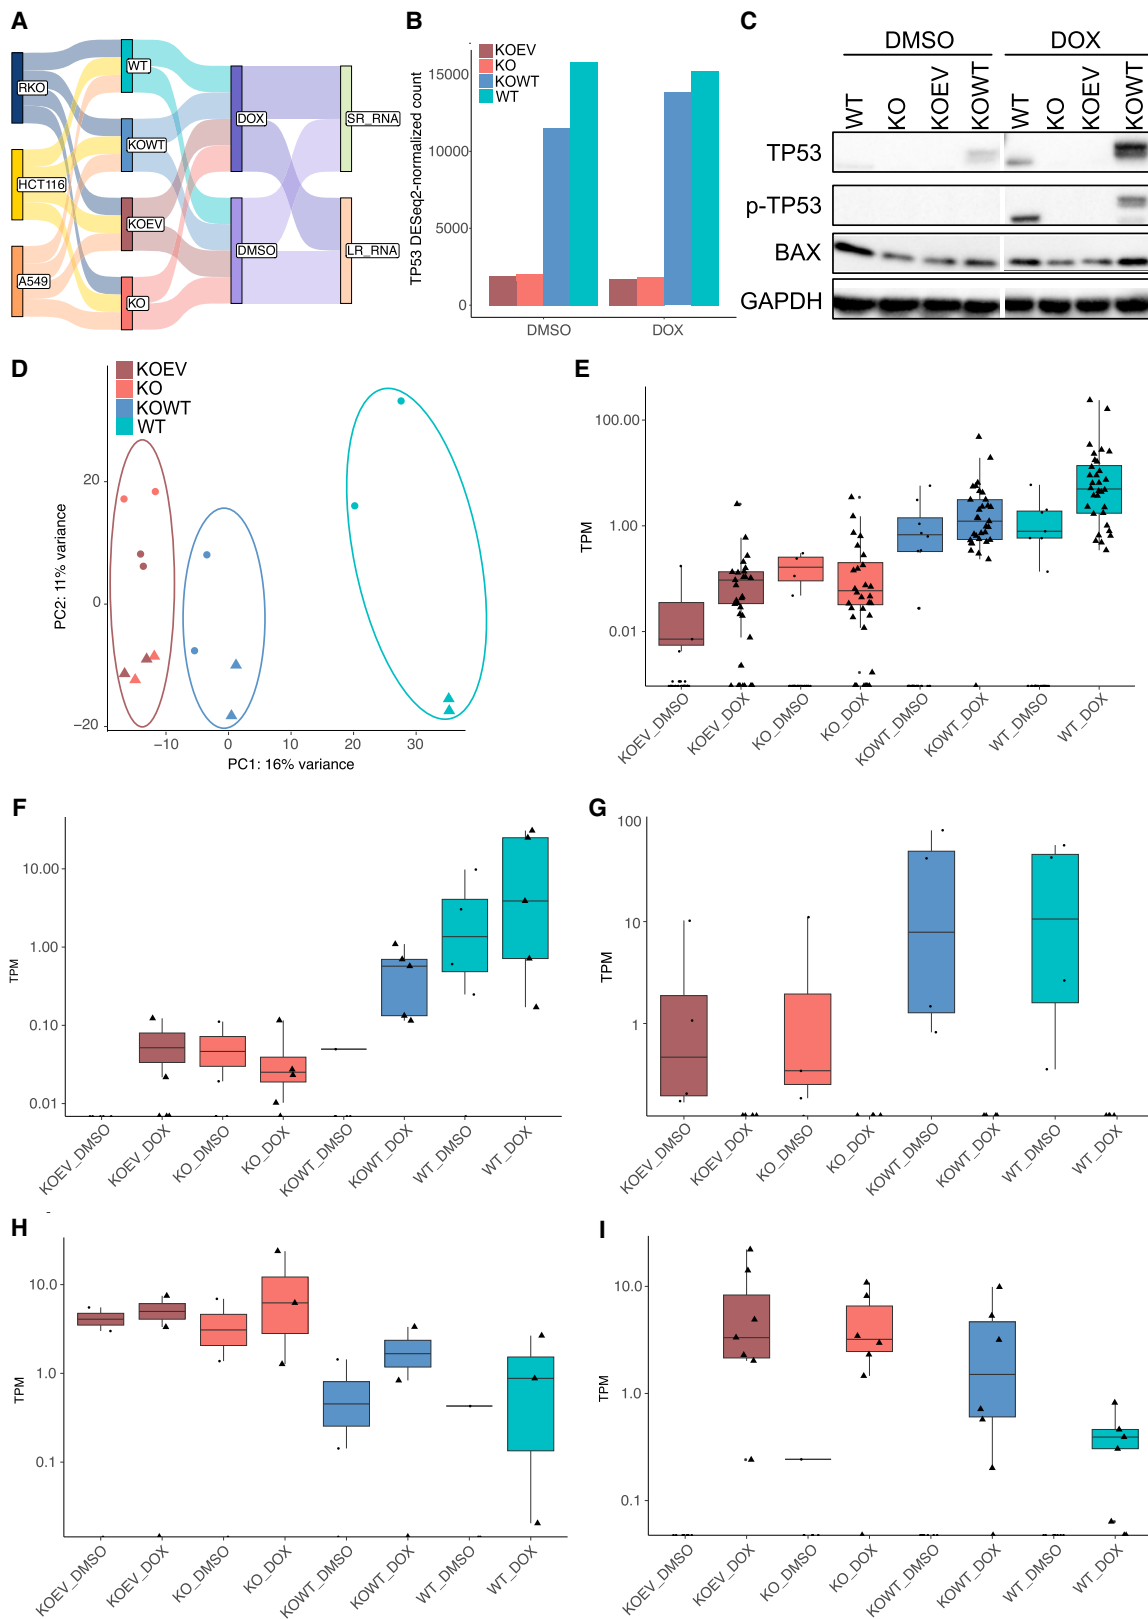 A
RKO
HCT116
A549
WT
KOWT
KOEV
KO
DOX
DMSO
SR_RNA
LR_RNA
B
TP53 DESeq2-normalized count
15000
10000
5000
0
KOEV
KO
KOWT
WT
DMSO
DOX
C
DMSO
DOX
WT
KO
KOEV
KOWT
WT
KO
KOEV
KOWT
TP53
p-TP53
BAX
GAPDH
D
KOEV
KO
KOWT
WT
PC2: 11% variance
20
0
−20
−10
0
10
20
30
PC1: 16% variance
E
TPM
100.00
1.00
0.01
KOEV_DMSO
KOEV_DOX
KO_DMSO
KO_DOX
KOWT_DMSO
KOWT_DOX
WT_DMSO
WT_DOX
F
TPM
10.00
1.00
0.10
0.01
KOEV_DMSO
KOEV_DOX
KO_DMSO
KO_DOX
KOWT_DMSO
KOWT_DOX
WT_DMSO
WT_DOX
G
TPM
100
10
1
KOEV_DMSO
KOEV_DOX
KO_DMSO
KO_DOX
KOWT_DMSO
KOWT_DOX
WT_DMSO
WT_DOX
H
TPM
10.0
1.0
0.1
KOEV_DMSO
KOEV_DOX
KO_DMSO
KO_DOX
KOWT_DMSO
KOWT_DOX
WT_DMSO
WT_DOX
I
TPM
10.0
1.0
0.1
KOEV_DMSO
KOEV_DOX
KO_DMSO
KO_DOX
KOWT_DMSO
KOWT_DOX
WT_DMSO
WT_DOX